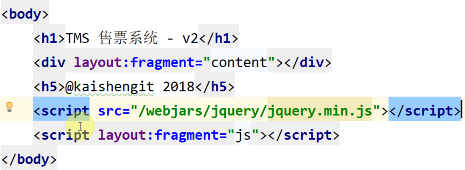 <body>
<h1>TMS 售票系统 - v2</h1>
<div layout:fragment="content"></div>
<h5>@kaishengit 2018</h5>
<script src="/webjars/jquery/jquery.min.js"></script>
<script layout:fragment="js"></script>
</body>